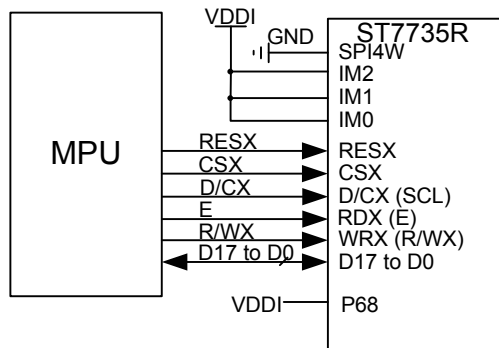 VDDI
ST7735R
GND
SPI4W
IM2
IM1
IM0
MPU
RESX RESX
CSX CSX
D/CX D/CX (SCL)
E RDX (E)
R/WX WRX (R/WX)
D17 to D0 D17 to D0
VDDI P68